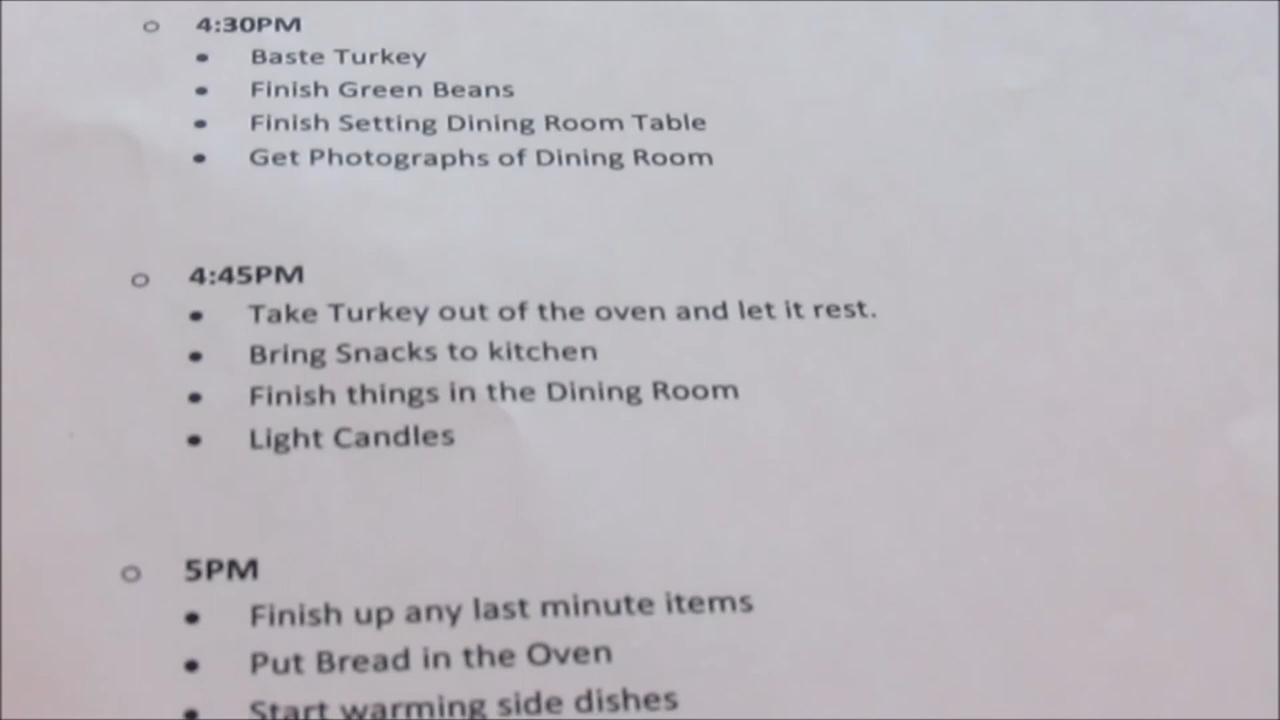 ○ 4:30PM
• Baste Turkey
• Finish Green Beans
• Finish Setting Dining Room Table
• Get Photographs of Dining Room
○ 4:45PM
• Take Turkey out of the oven and let it rest.
• Bring Snacks to kitchen
• Finish things in the Dining Room
• Light Candles
○ 5PM
• Finish up any last minute items
• Put Bread in the Oven
• Start warming side dishes